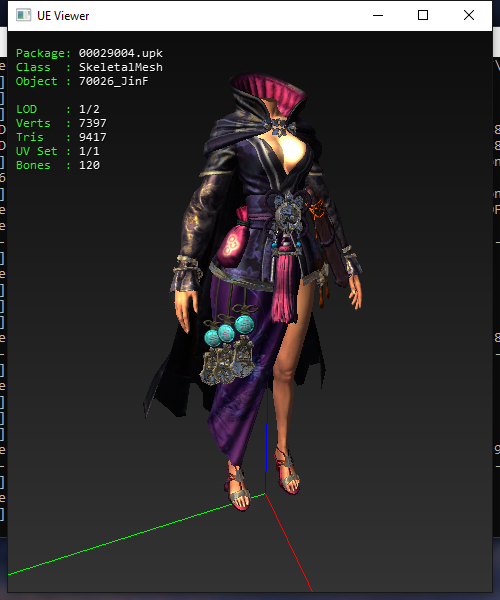 UE Viewer
Package: 00029004.upk
Class  : SkeletalMesh
Object : 70026_JinF
LOD    : 1/2
Verts  : 7397
Tris   : 9417
UV Set : 1/1
Bones  : 120